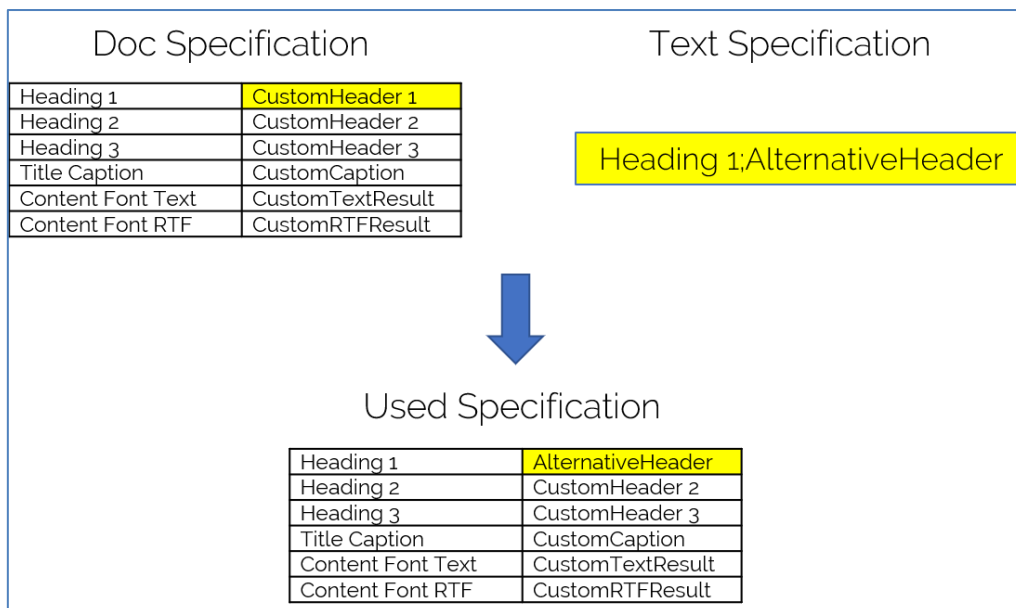 Doc Specification
Text Specification
Heading 1 CustomHeader 1
Heading 2 CustomHeader 2
Heading 3 CustomHeader 3
Title Caption CustomCaption
Content Font Text CustomTextResult
Content Font RTF CustomRTFResult
Heading 1;AlternativeHeader
Used Specification
Heading 1 AlternativeHeader
Heading 2 CustomHeader 2
Heading 3 CustomHeader 3
Title Caption CustomCaption
Content Font Text CustomTextResult
Content Font RTF CustomRTFResult